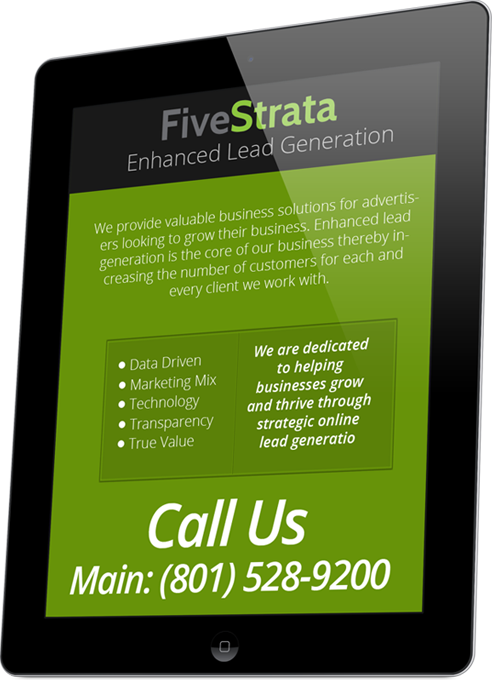 FiveStrata
Enhanced Lead Generation
We provide valuable business solutions for advertis-
ers looking to grow their business. Enhanced lead
generation is the core of our business thereby in-
creasing the number of customers for each and
every client we work with.
• Data Driven
• Marketing Mix
• Technology
• Transparency
• True Value
We are dedicated
to helping
businesses grow
and thrive through
strategic online
lead generatio
Call Us
Main: (801) 528-9200